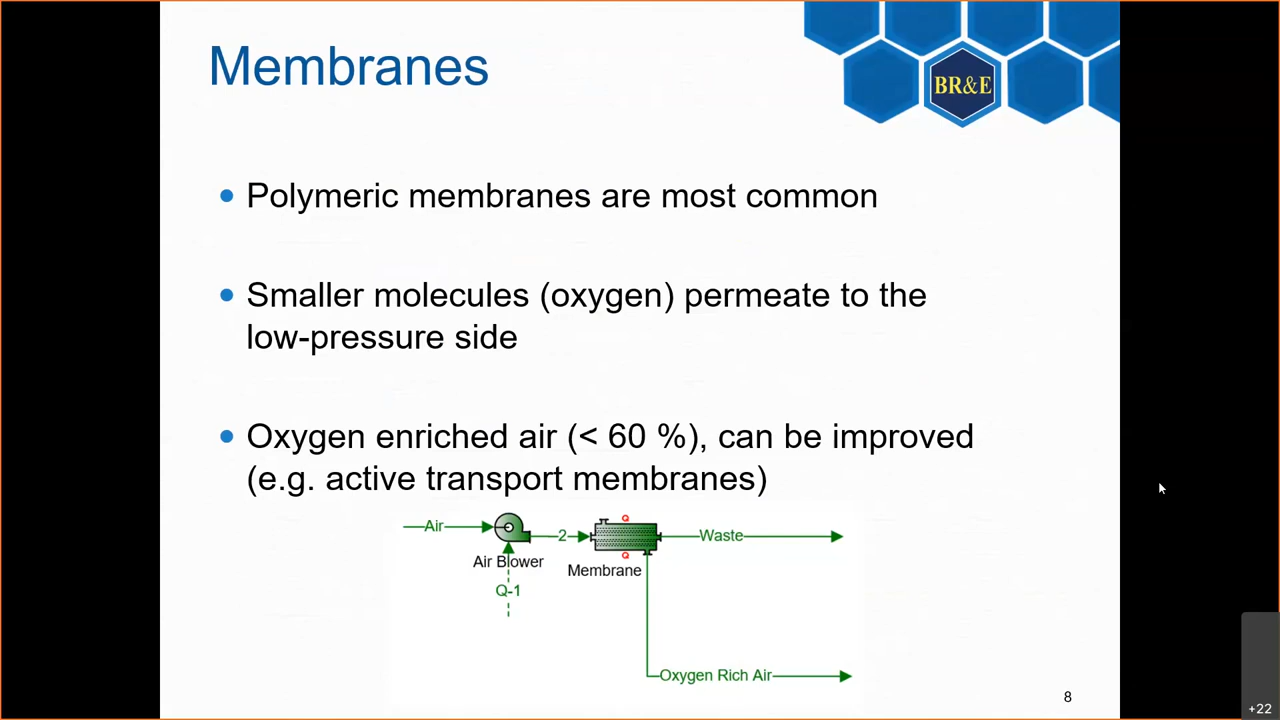 Membranes
BR&E
Polymeric membranes are most common
Smaller molecules (oxygen) permeate to the
low-pressure side
Oxygen enriched air (< 60 %), can be improved
(e.g. active transport membranes)
Air
Air Blower
Q-1
2
Q
Q
Membrane
Waste
Oxygen Rich Air
8
+22